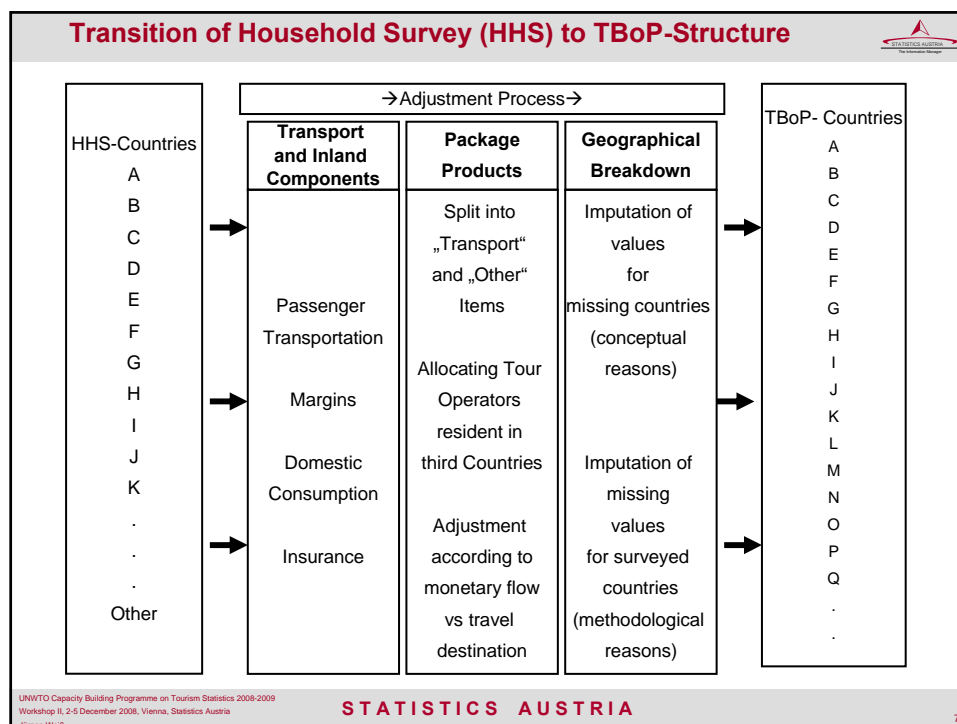 Transition of Household Survey (HHS) to TBoP-Structure
STATISTICS AUSTRIA
The Information Manager
→Adjustment Process→
HHS-Countries
A
B
C
D
E
F
G
H
I
J
K
.
.
.
Other
Transport
and Inland
Components
Passenger
Transportation
Margins
Domestic
Consumption
Insurance
Package
Products
Split into
„Transport“
and „Other“
Items
Allocating Tour
Operators
resident in
third Countries
Adjustment
according to
monetary flow
vs travel
destination
Geographical
Breakdown
Imputation of
values
for
missing countries
(conceptual
reasons)
Imputation of
missing
values
for surveyed
countries
(methodological
reasons)
TBoP- Countries
A
B
C
D
E
F
G
H
I
J
K
L
M
N
O
P
Q
.
.
UNWTO Capacity Building Programme on Tourism Statistics 2008-2009
Workshop II, 2-5 December 2008, Vienna, Statistics Austria
STATISTICS AUSTRIA